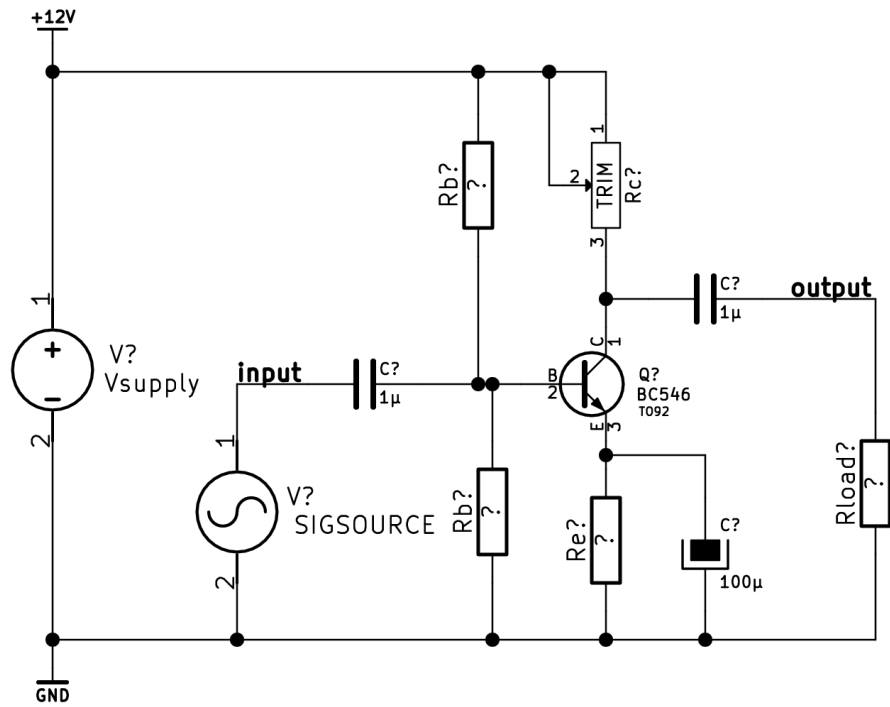 +12V
1
Rb?
?
2
TRIM
Rc?
3
1
V?
Vsupply
2
input
C?
1µ
B
2
C
1
Q?
BC546
TO92
E
3
C?
1µ
output
1
V?
SIGSOURCE
2
Rb?
?
Re?
?
C?
100µ
Rload?
?
GND